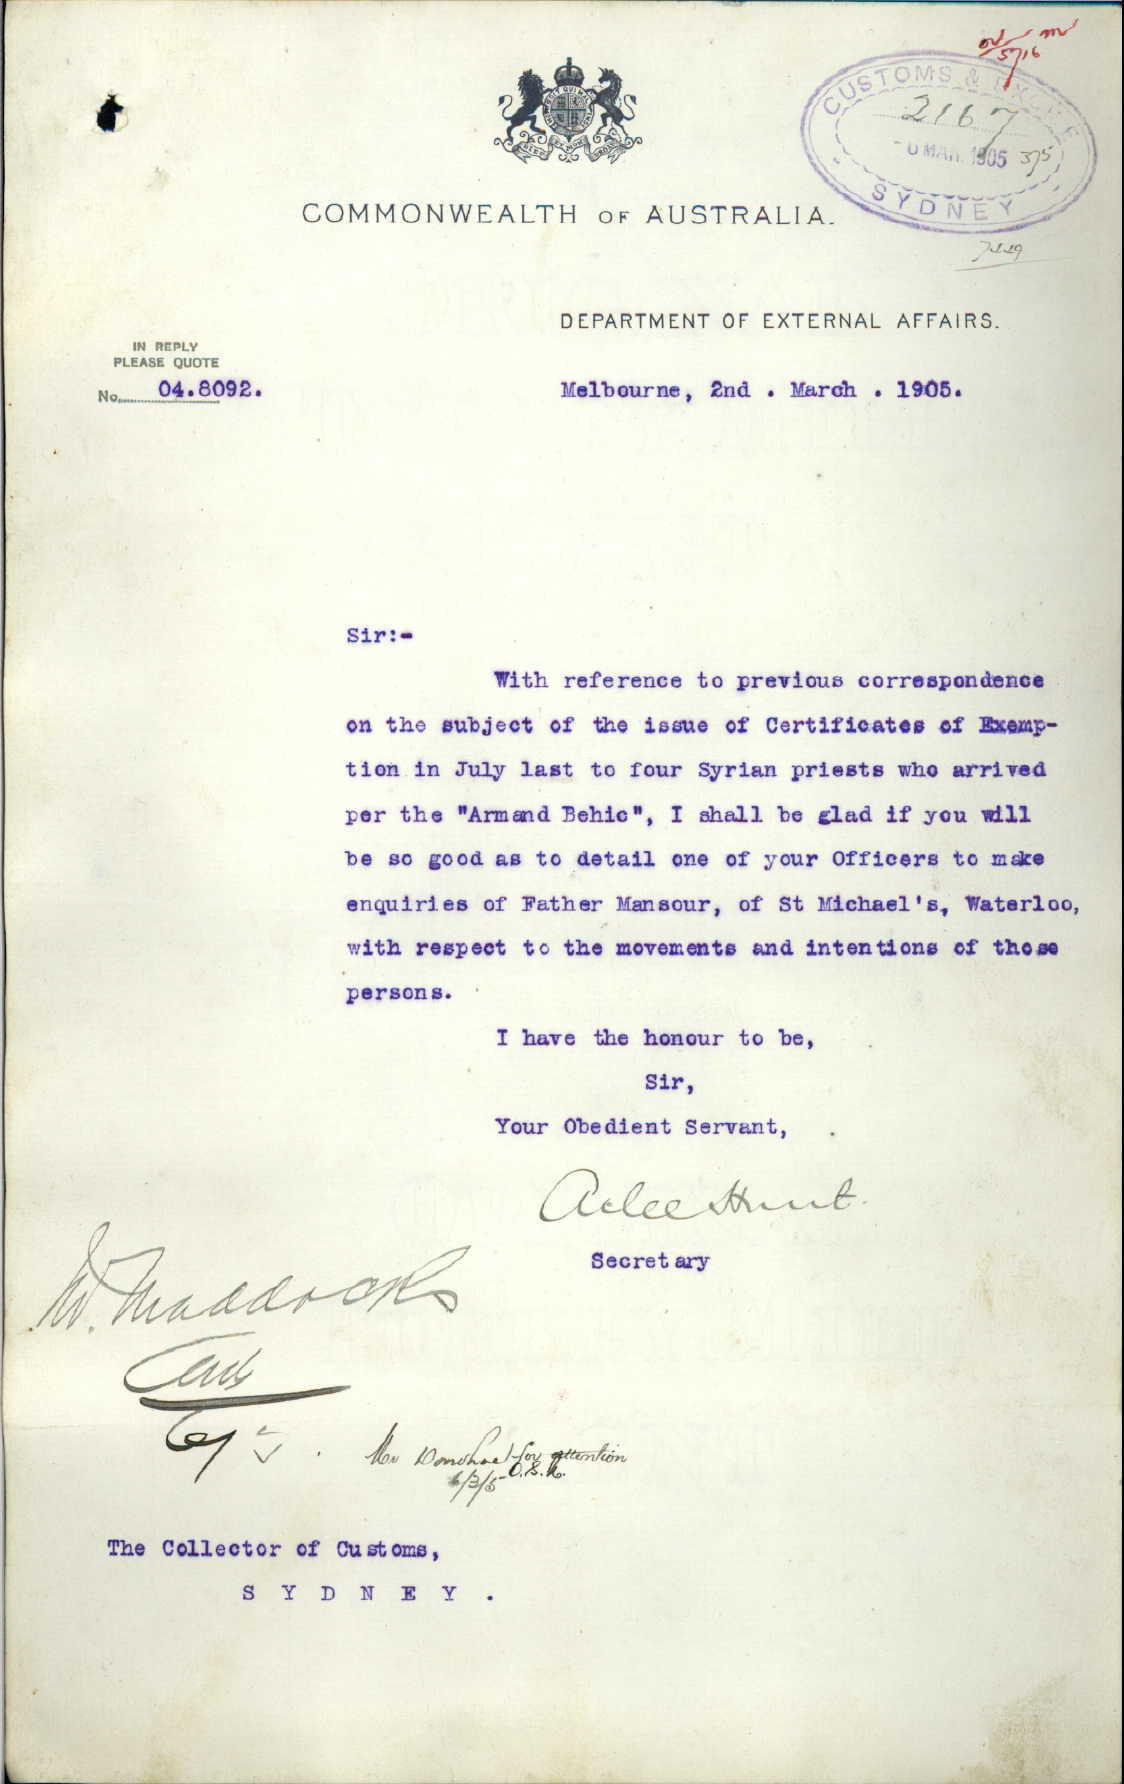 CUSTOMS & EXCISE
2167
6 MAR. 1905 375
SYDNEY
COMMONWEALTH OF AUSTRALIA.
DEPARTMENT OF EXTERNAL AFFAIRS.
IN REPLY
PLEASE QUOTE
No. 04.8092.
Melbourne, 2nd . March . 1905.
Sir:-
With reference to previous correspondence
on the subject of the issue of Certificates of Exemp-
tion in July last to four Syrian priests who arrived
per the "Armand Behic", I shall be glad if you will
be so good as to detail one of your Officers to make
enquiries of Father Mansour, of St Michael's, Waterloo,
with respect to the movements and intentions of those
persons.
I have the honour to be,
Sir,
Your Obedient Servant,
Atlee Hunt
Secretary
Mr. Maddocks
Mr Donohoe for attention
6/3/5
The Collector of Customs,
S Y D N E Y .